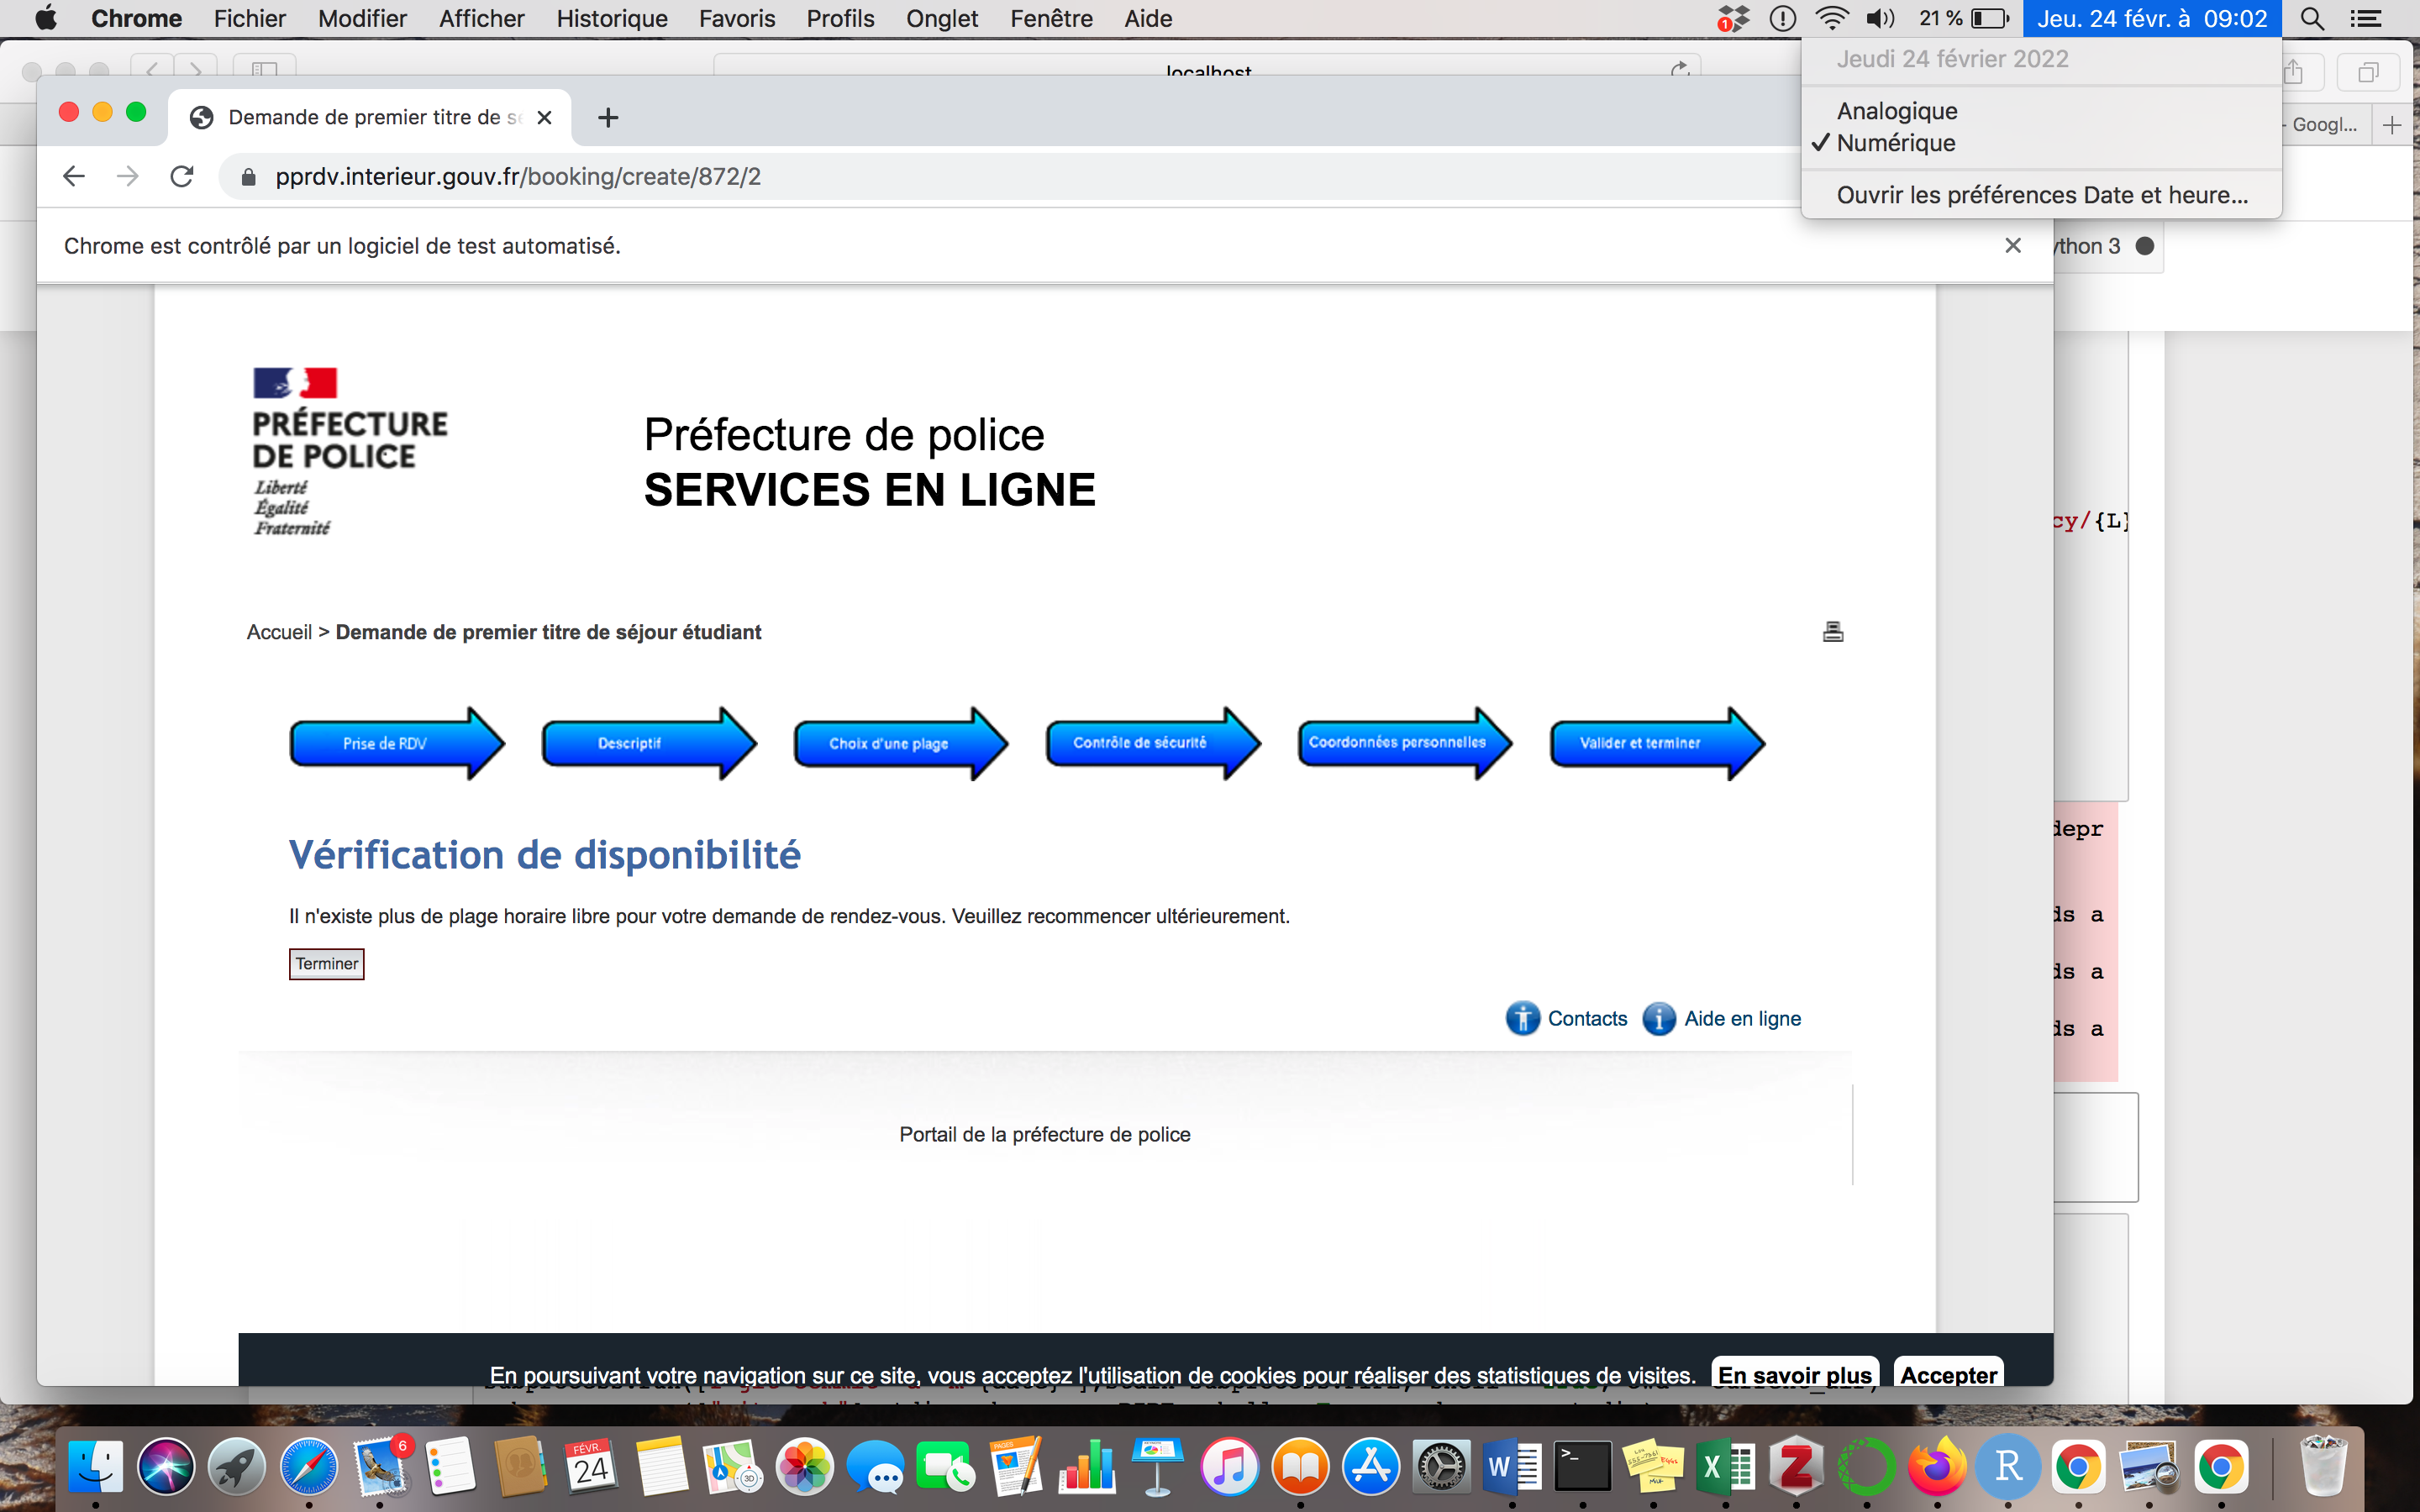 Chrome Fichier Modifier Afficher Historique Favoris Profils Onglet Fenêtre Aide 1 21 % Jeu. 24 févr. à 09:02
Jeudi 24 février 2022
Analogique
✓ Numérique
Ouvrir les préférences Date et heure...
localhost
- Googl...
Demande de premier titre de
pprdv.interieur.gouv.fr/booking/create/872/2
Chrome est contrôlé par un logiciel de test automatisé.
ython 3
PRÉFECTURE
DE POLICE
Liberté
Égalité
Fraternité
Préfecture de police
SERVICES EN LIGNE
cy/{L}
Accueil > Demande de premier titre de séjour étudiant
Prise de RDV
Descriptif
Choix d'une plage
Contrôle de sécurité
Coordonnées personnelles
Valider et terminer
depr
Vérification de disponibilité
Il n'existe plus de plage horaire libre pour votre demande de rendez-vous. Veuillez recommencer ultérieurement.
ds a
Terminer
ds a
Contacts Aide en ligne
ds a
Portail de la préfecture de police
En poursuivant votre navigation sur ce site, vous acceptez l'utilisation de cookies pour réaliser des statistiques de visites. En savoir plus Accepter
6
FÉVR.
24
3D
PAGES
W
>_
X
Z
R